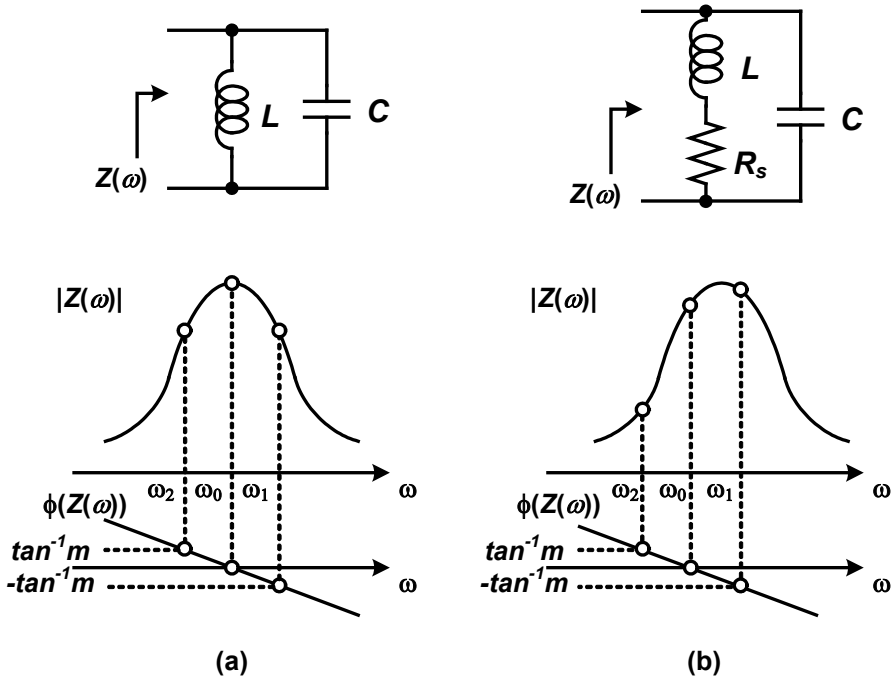 L
C
Z(ω)
L
C
R_s
Z(ω)
|Z(ω)|
ω₂ ω₀ ω₁ ω
ϕ(Z(ω))
tan⁻¹m
-tan⁻¹m
ω
(a)
|Z(ω)|
ω₂ ω₀ ω₁ ω
ϕ(Z(ω))
tan⁻¹m
-tan⁻¹m
ω
(b)